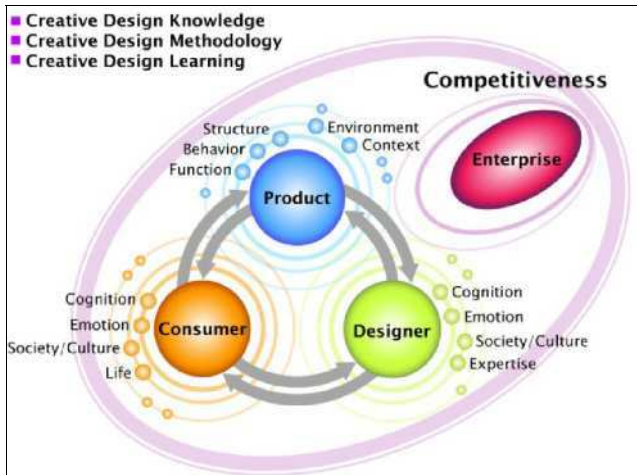 Creative Design Knowledge
Creative Design Methodology
Creative Design Learning
Competitiveness
Enterprise
Structure
Behavior
Function
Environment
Context
Product
Cognition
Emotion
Society/Culture
Life
Consumer
Designer
Cognition
Emotion
Society/Culture
Expertise